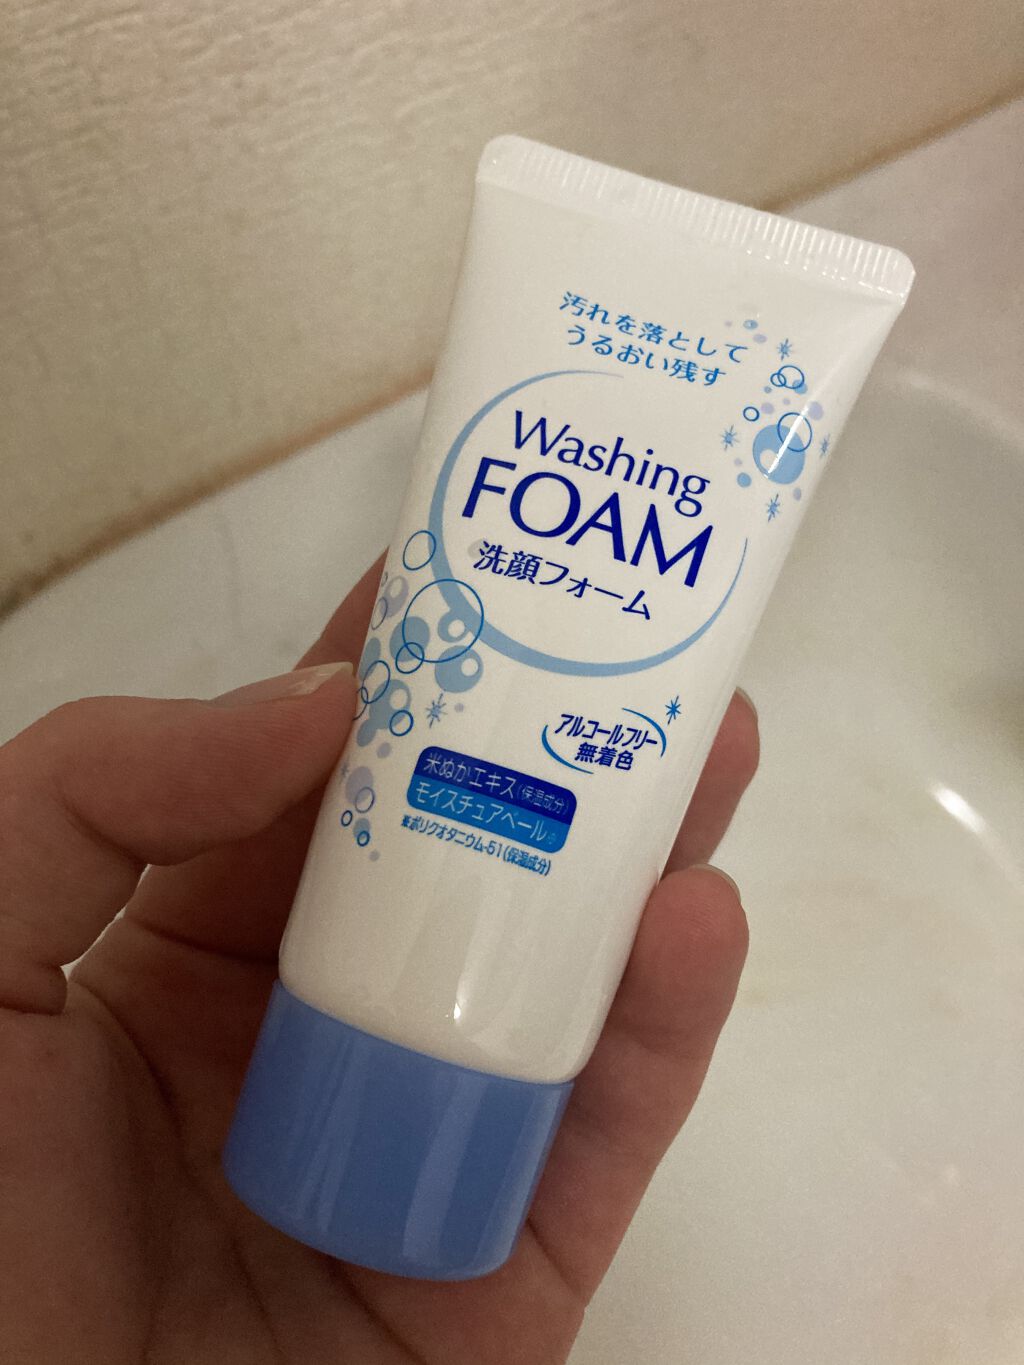 汚れを落として
うるおい残す
Washing
FOAM
洗顔フォーム
アルコールフリー
無着色
米ぬかエキス(保湿成分)
モイスチュアベール※
※ポリクオタニウム-51(保湿成分)